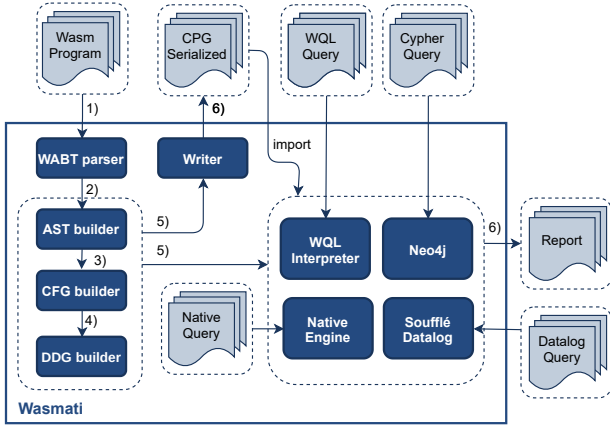 Wasm
Program
CPG
Serialized
WQL
Query
Cypher
Query
1)
6)
import
WABT parser
Writer
2)
AST builder
5)
3)
5)
CFG builder
4)
DDG builder
WQL
Interpreter
Neo4j
6)
Report
Native
Query
Native
Engine
Soufflé
Datalog
Datalog
Query
Wasmati